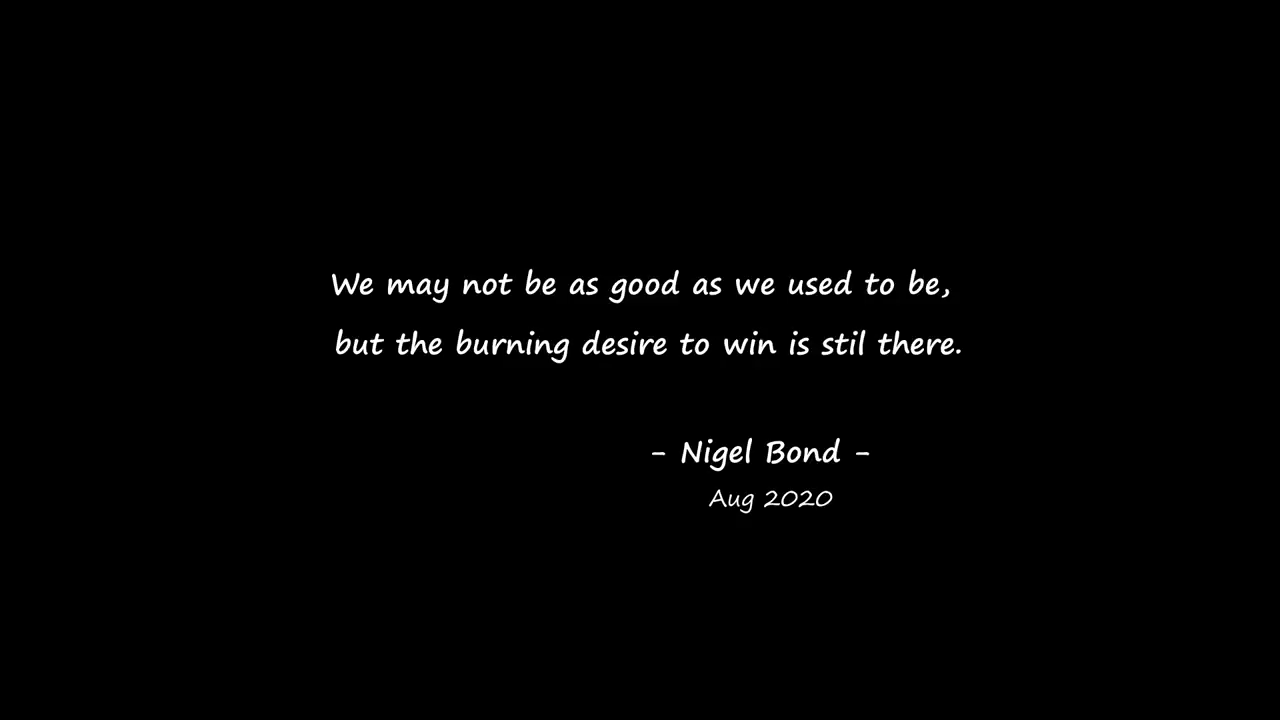 We may not be as good as we used to be,
but the burning desire to win is stil there.
- Nigel Bond -
Aug 2020